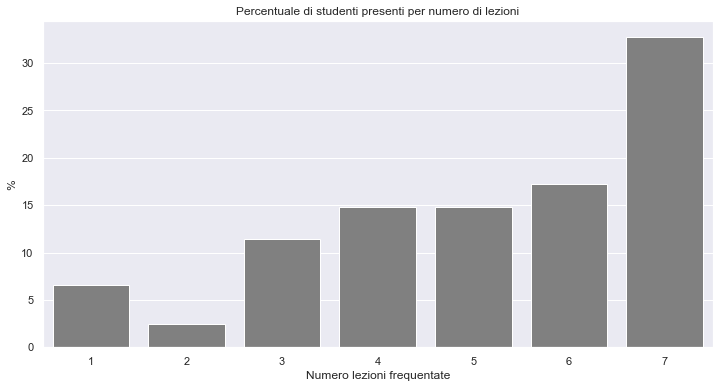 Percentuale di studenti presenti per numero di lezioni
%
30
25
20
15
10
5
0
1 2 3 4 5 6 7
Numero lezioni frequentate